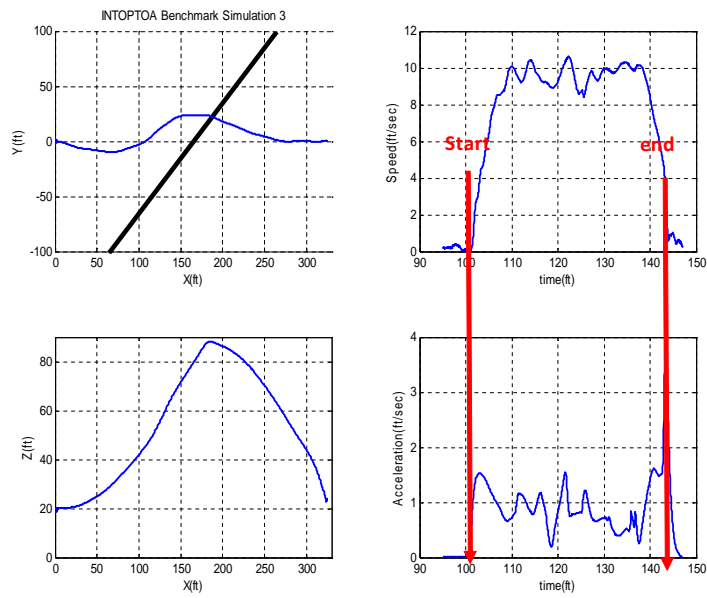 INTOPTOA Benchmark Simulation 3
100
50
0
-50
-100
Y(ft)
0 50 100 150 200 250 300
X(ft)
12
10
8
6
4
2
0
Speed(ft/sec)
Start
end
90 100 110 120 130 140 150
time(ft)
80
60
40
20
0
Z(ft)
0 50 100 150 200 250 300
X(ft)
4
3
2
1
0
Acceleration(ft/sec)
90 100 110 120 130 140 150
time(ft)